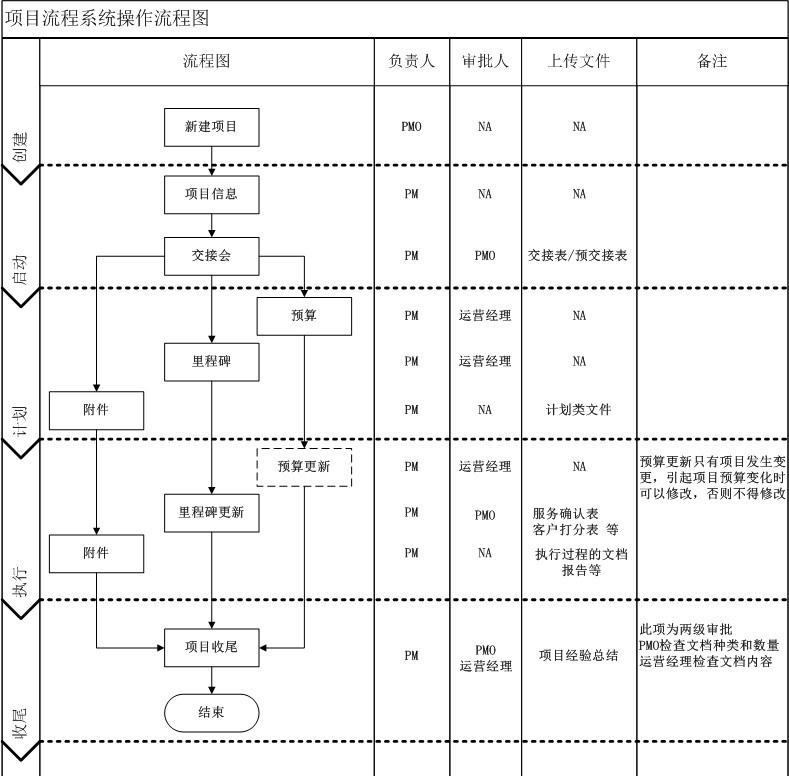 项目流程系统操作流程图
流程图 负责人 审批人 上传文件 备注
创建
新建项目 PMO NA NA
启动
项目信息 PM NA NA
交接会 PM PMO 交接表/预交接表
计划
预算 PM 运营经理 NA
里程碑 PM 运营经理 NA
附件 PM NA 计划类文件
执行
预算更新 PM 运营经理 NA
预算更新只有项目发生变
更，引起项目预算变化时
可以修改，否则不得修改
里程碑更新 PM PMO 服务确认表
客户打分表 等
附件 PM NA 执行过程的文档
报告等
收尾
项目收尾 PM PMO
运营经理
项目经验总结
此项为两级审批
PMO检查文档种类和数量
运营经理检查文档内容
结束